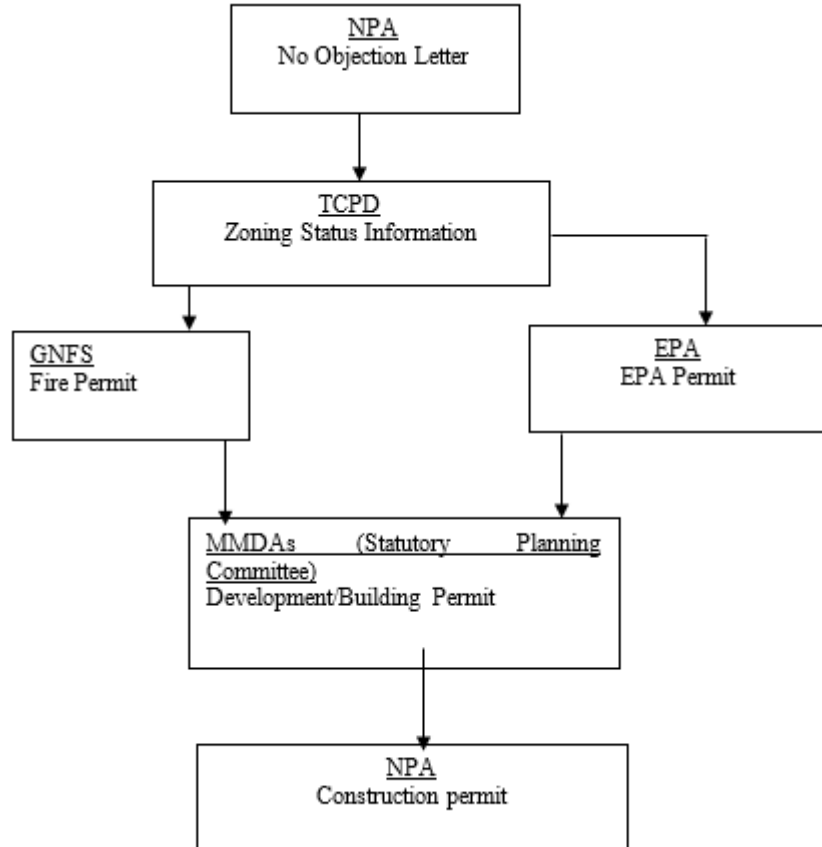 NPA
No Objection Letter
TCPD
Zoning Status Information
GNFS
Fire Permit
EPA
EPA Permit
MMDAs (Statutory Planning
Committee)
Development/Building Permit
NPA
Construction permit